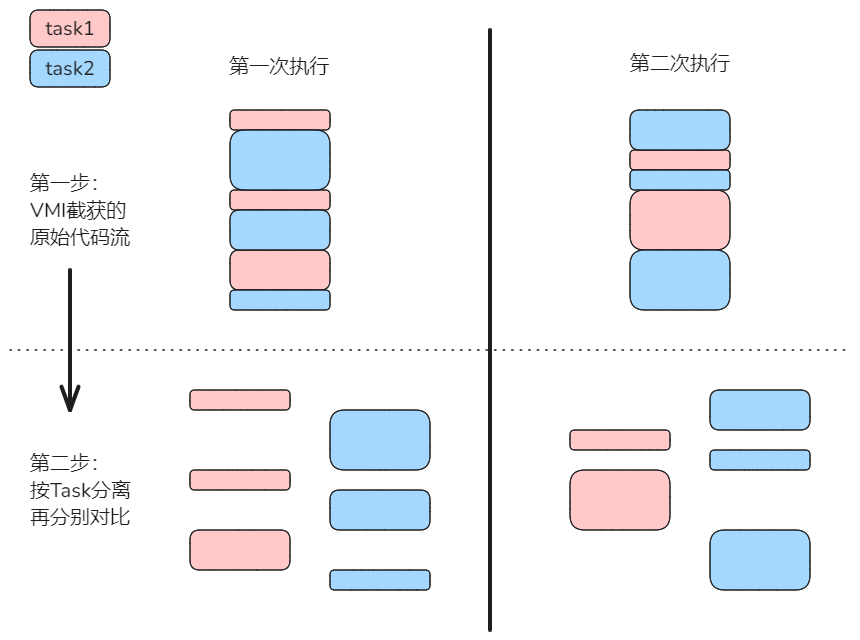 task1
task2
第一次执行
第二次执行
第一步：
VMI截获的
原始代码流
第二步：
按Task分离
再分别对比